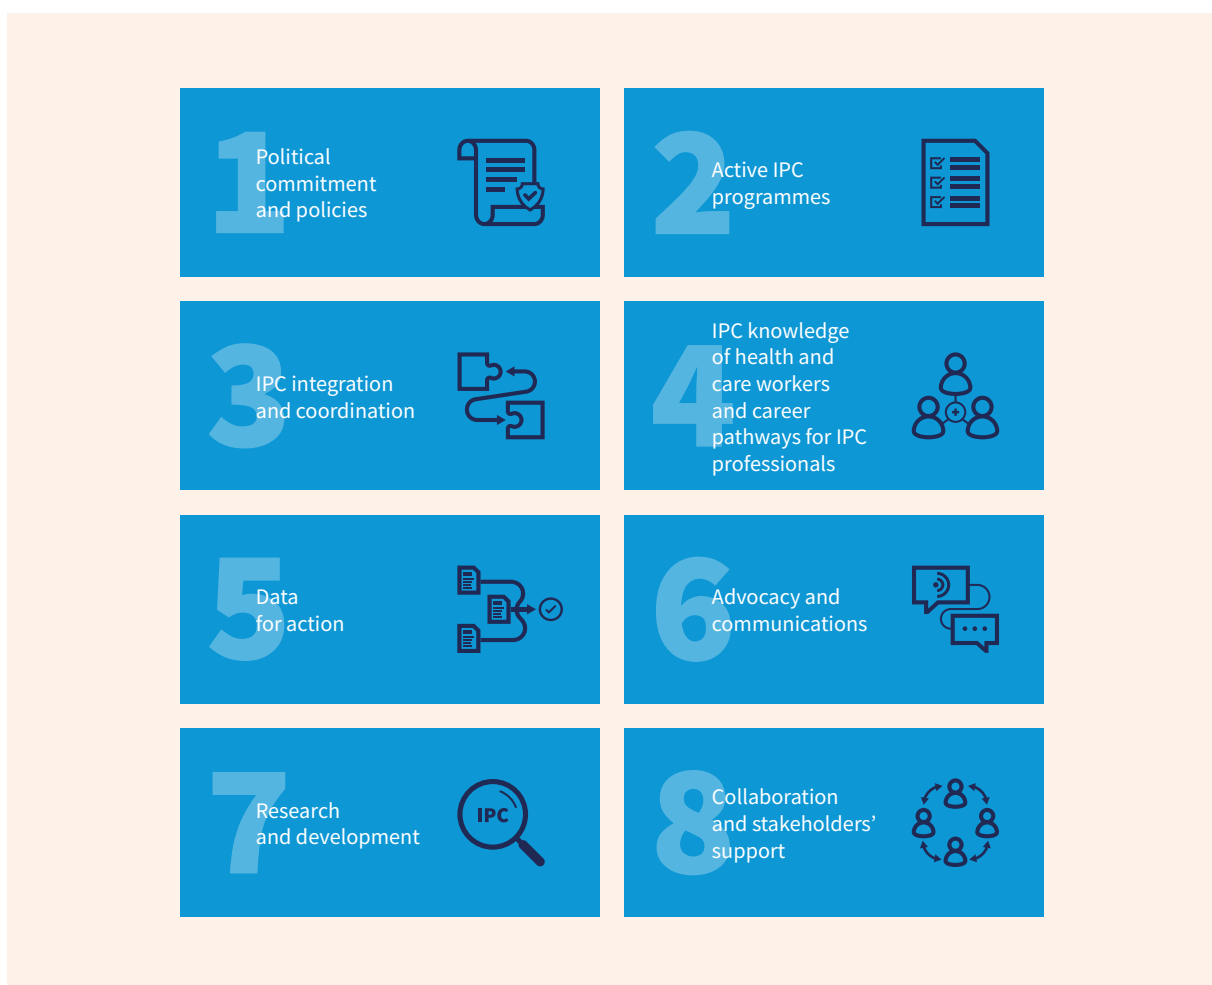 1
Political
commitment
and policies
2
Active IPC
programmes
3
IPC integration
and coordination
4
IPC knowledge
of health and
care workers
and career
pathways for IPC
professionals
5
Data
for action
6
Advocacy and
communications
7
Research
and development
IPC
8
Collaboration
and stakeholders’
support